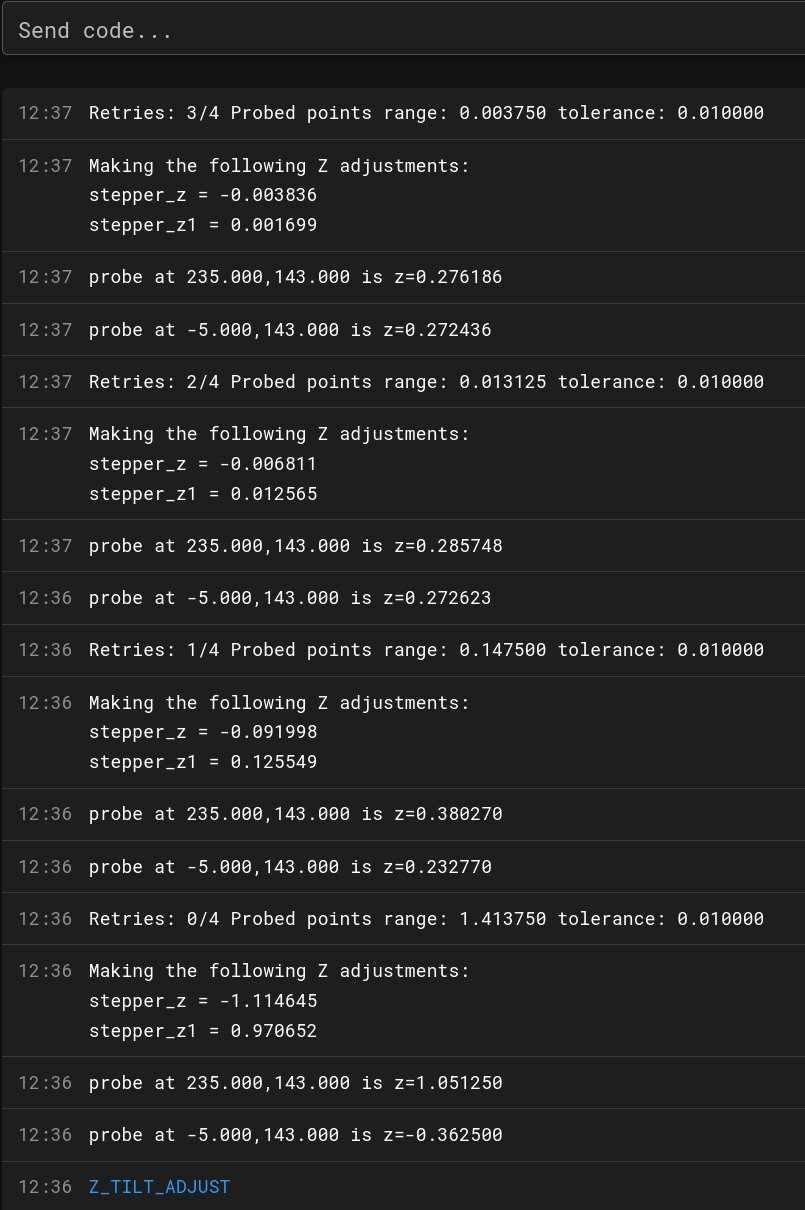 Send code...
12:37 Retries: 3/4 Probed points range: 0.003750 tolerance: 0.010000
12:37 Making the following Z adjustments:
stepper_z = -0.003836
stepper_z1 = 0.001699
12:37 probe at 235.000,143.000 is z=0.276186
12:37 probe at -5.000,143.000 is z=0.272436
12:37 Retries: 2/4 Probed points range: 0.013125 tolerance: 0.010000
12:37 Making the following Z adjustments:
stepper_z = -0.006811
stepper_z1 = 0.012565
12:37 probe at 235.000,143.000 is z=0.285748
12:36 probe at -5.000,143.000 is z=0.272623
12:36 Retries: 1/4 Probed points range: 0.147500 tolerance: 0.010000
12:36 Making the following Z adjustments:
stepper_z = -0.091998
stepper_z1 = 0.125549
12:36 probe at 235.000,143.000 is z=0.380270
12:36 probe at -5.000,143.000 is z=0.232770
12:36 Retries: 0/4 Probed points range: 1.413750 tolerance: 0.010000
12:36 Making the following Z adjustments:
stepper_z = -1.114645
stepper_z1 = 0.970652
12:36 probe at 235.000,143.000 is z=1.051250
12:36 probe at -5.000,143.000 is z=-0.362500
12:36 Z_TILT_ADJUST